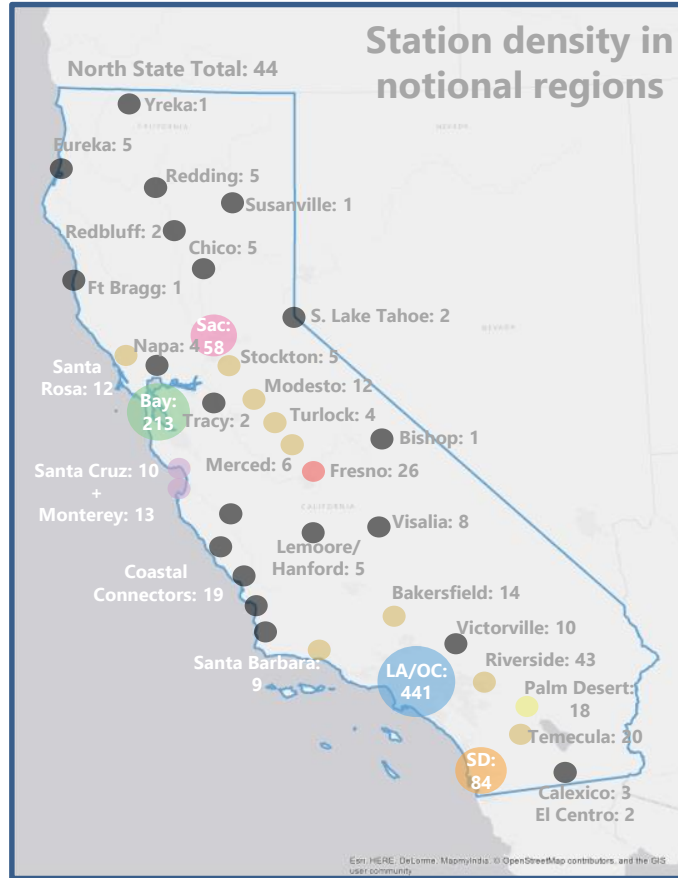 Station density in
notional regions
North State Total: 44
Yreka:1
CALIFORNIA
NEVADA
Eureka: 5
Redding: 5
Susanville: 1
Redbluff: 2
Chico: 5
Ft Bragg: 1
S. Lake Tahoe: 2
NEVADA
Sac:
58
Napa: 4
Stockton: 5
Santa
Rosa: 12
Modesto: 12
Bay:
213
Tracy: 2
Turlock: 4
Bishop: 1
Merced: 6
Fresno: 26
Santa Cruz: 10
+
Monterey: 13
CALIFORNIA
Visalia: 8
Lemoore/
Hanford: 5
Coastal
Connectors: 19
Bakersfield: 14
Victorville: 10
Santa Barbara:
9
LA/OC:
441
Riverside: 43
Palm Desert:
18
Temecula: 20
SD:
84
Calexico: 3
El Centro: 2
Esri, HERE, DeLorme, MapmyIndia, © OpenStreetMap contributors, and the GIS
user community